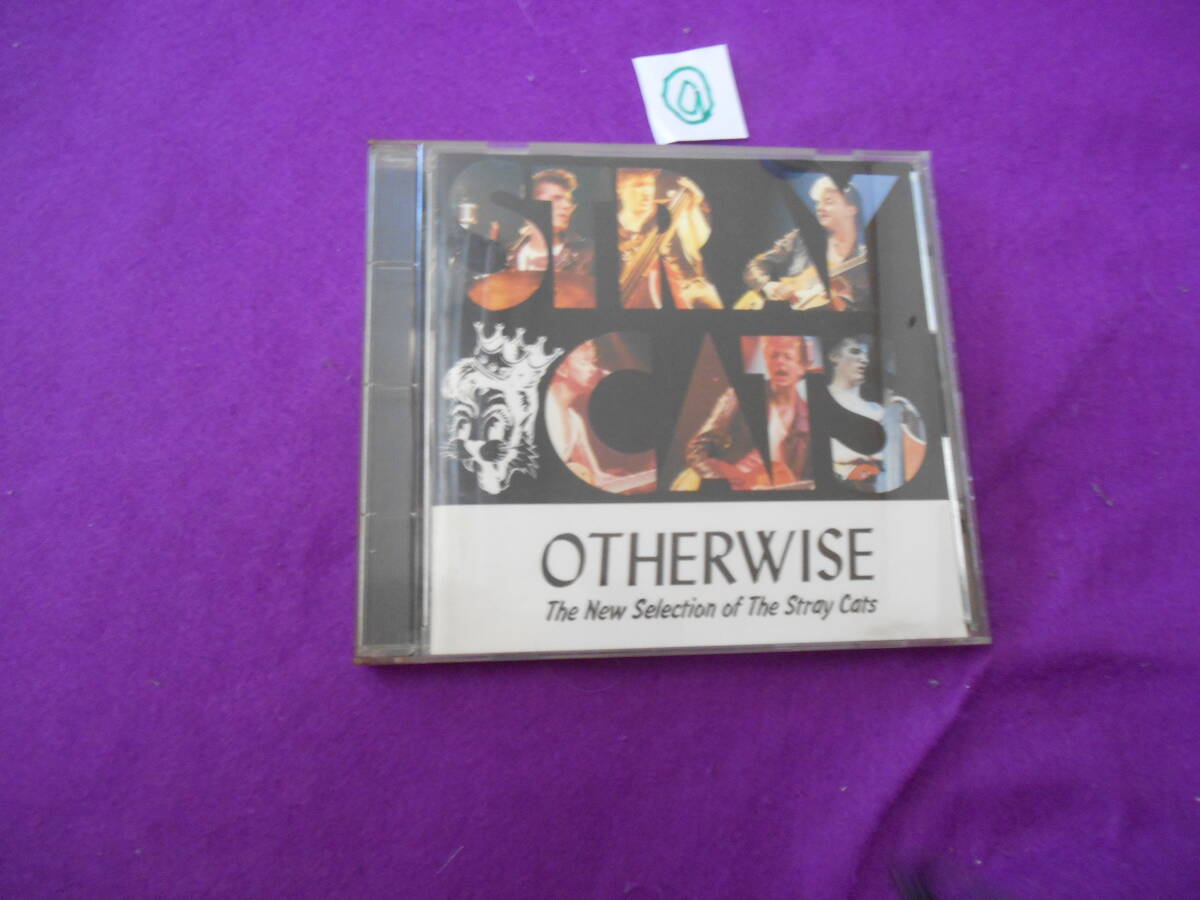 @
STRAY
CATS
OTHERWISE
The New Selection of The Stray Cats